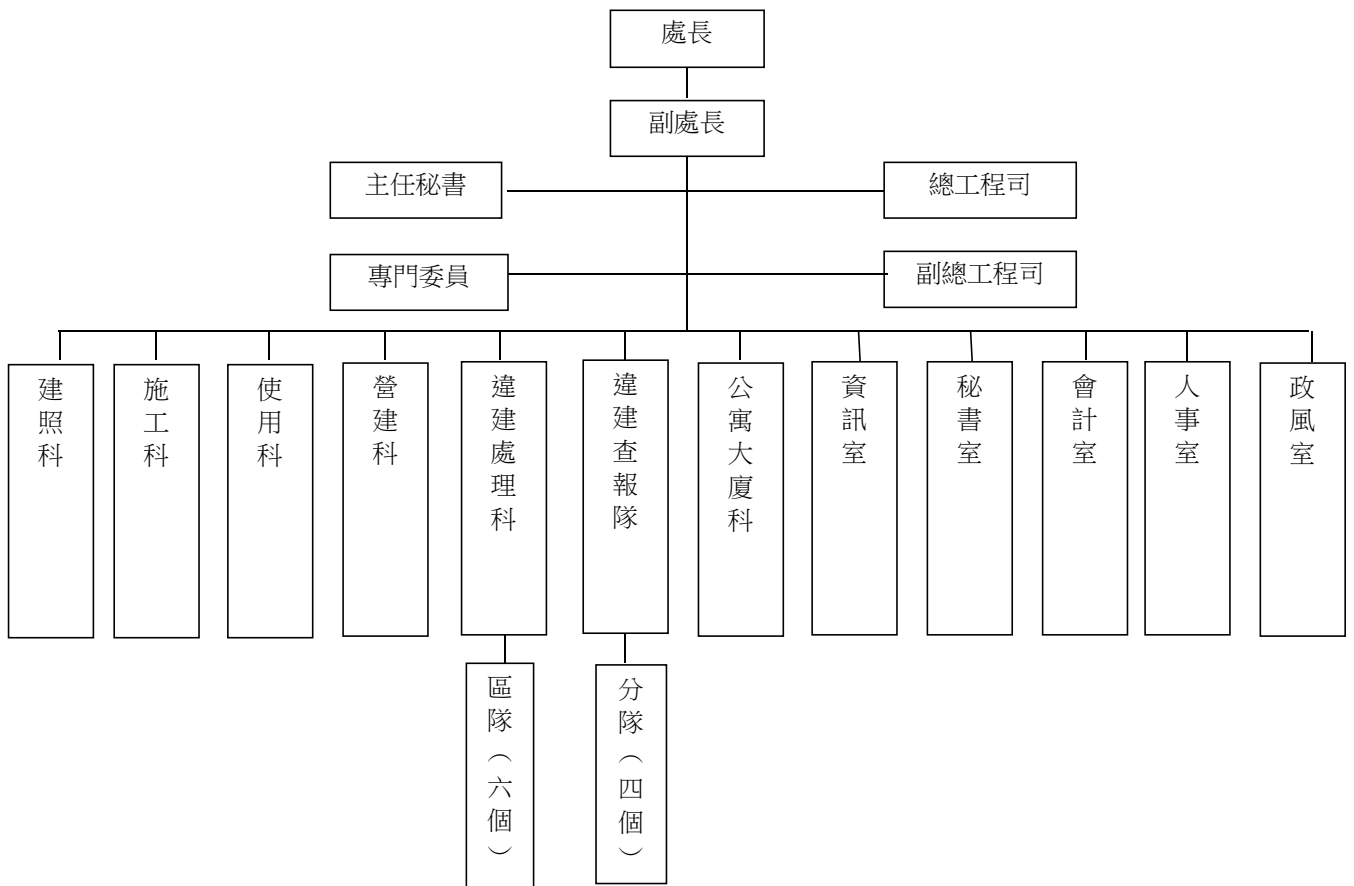 處長
副處長
主任秘書
總工程司
專門委員
副總工程司
建照科
施工科
使用科
營建科
違建處理科
違建查報隊
公寓大廈科
資訊室
秘書室
會計室
人事室
政風室
區隊（六個）
分隊（四個）